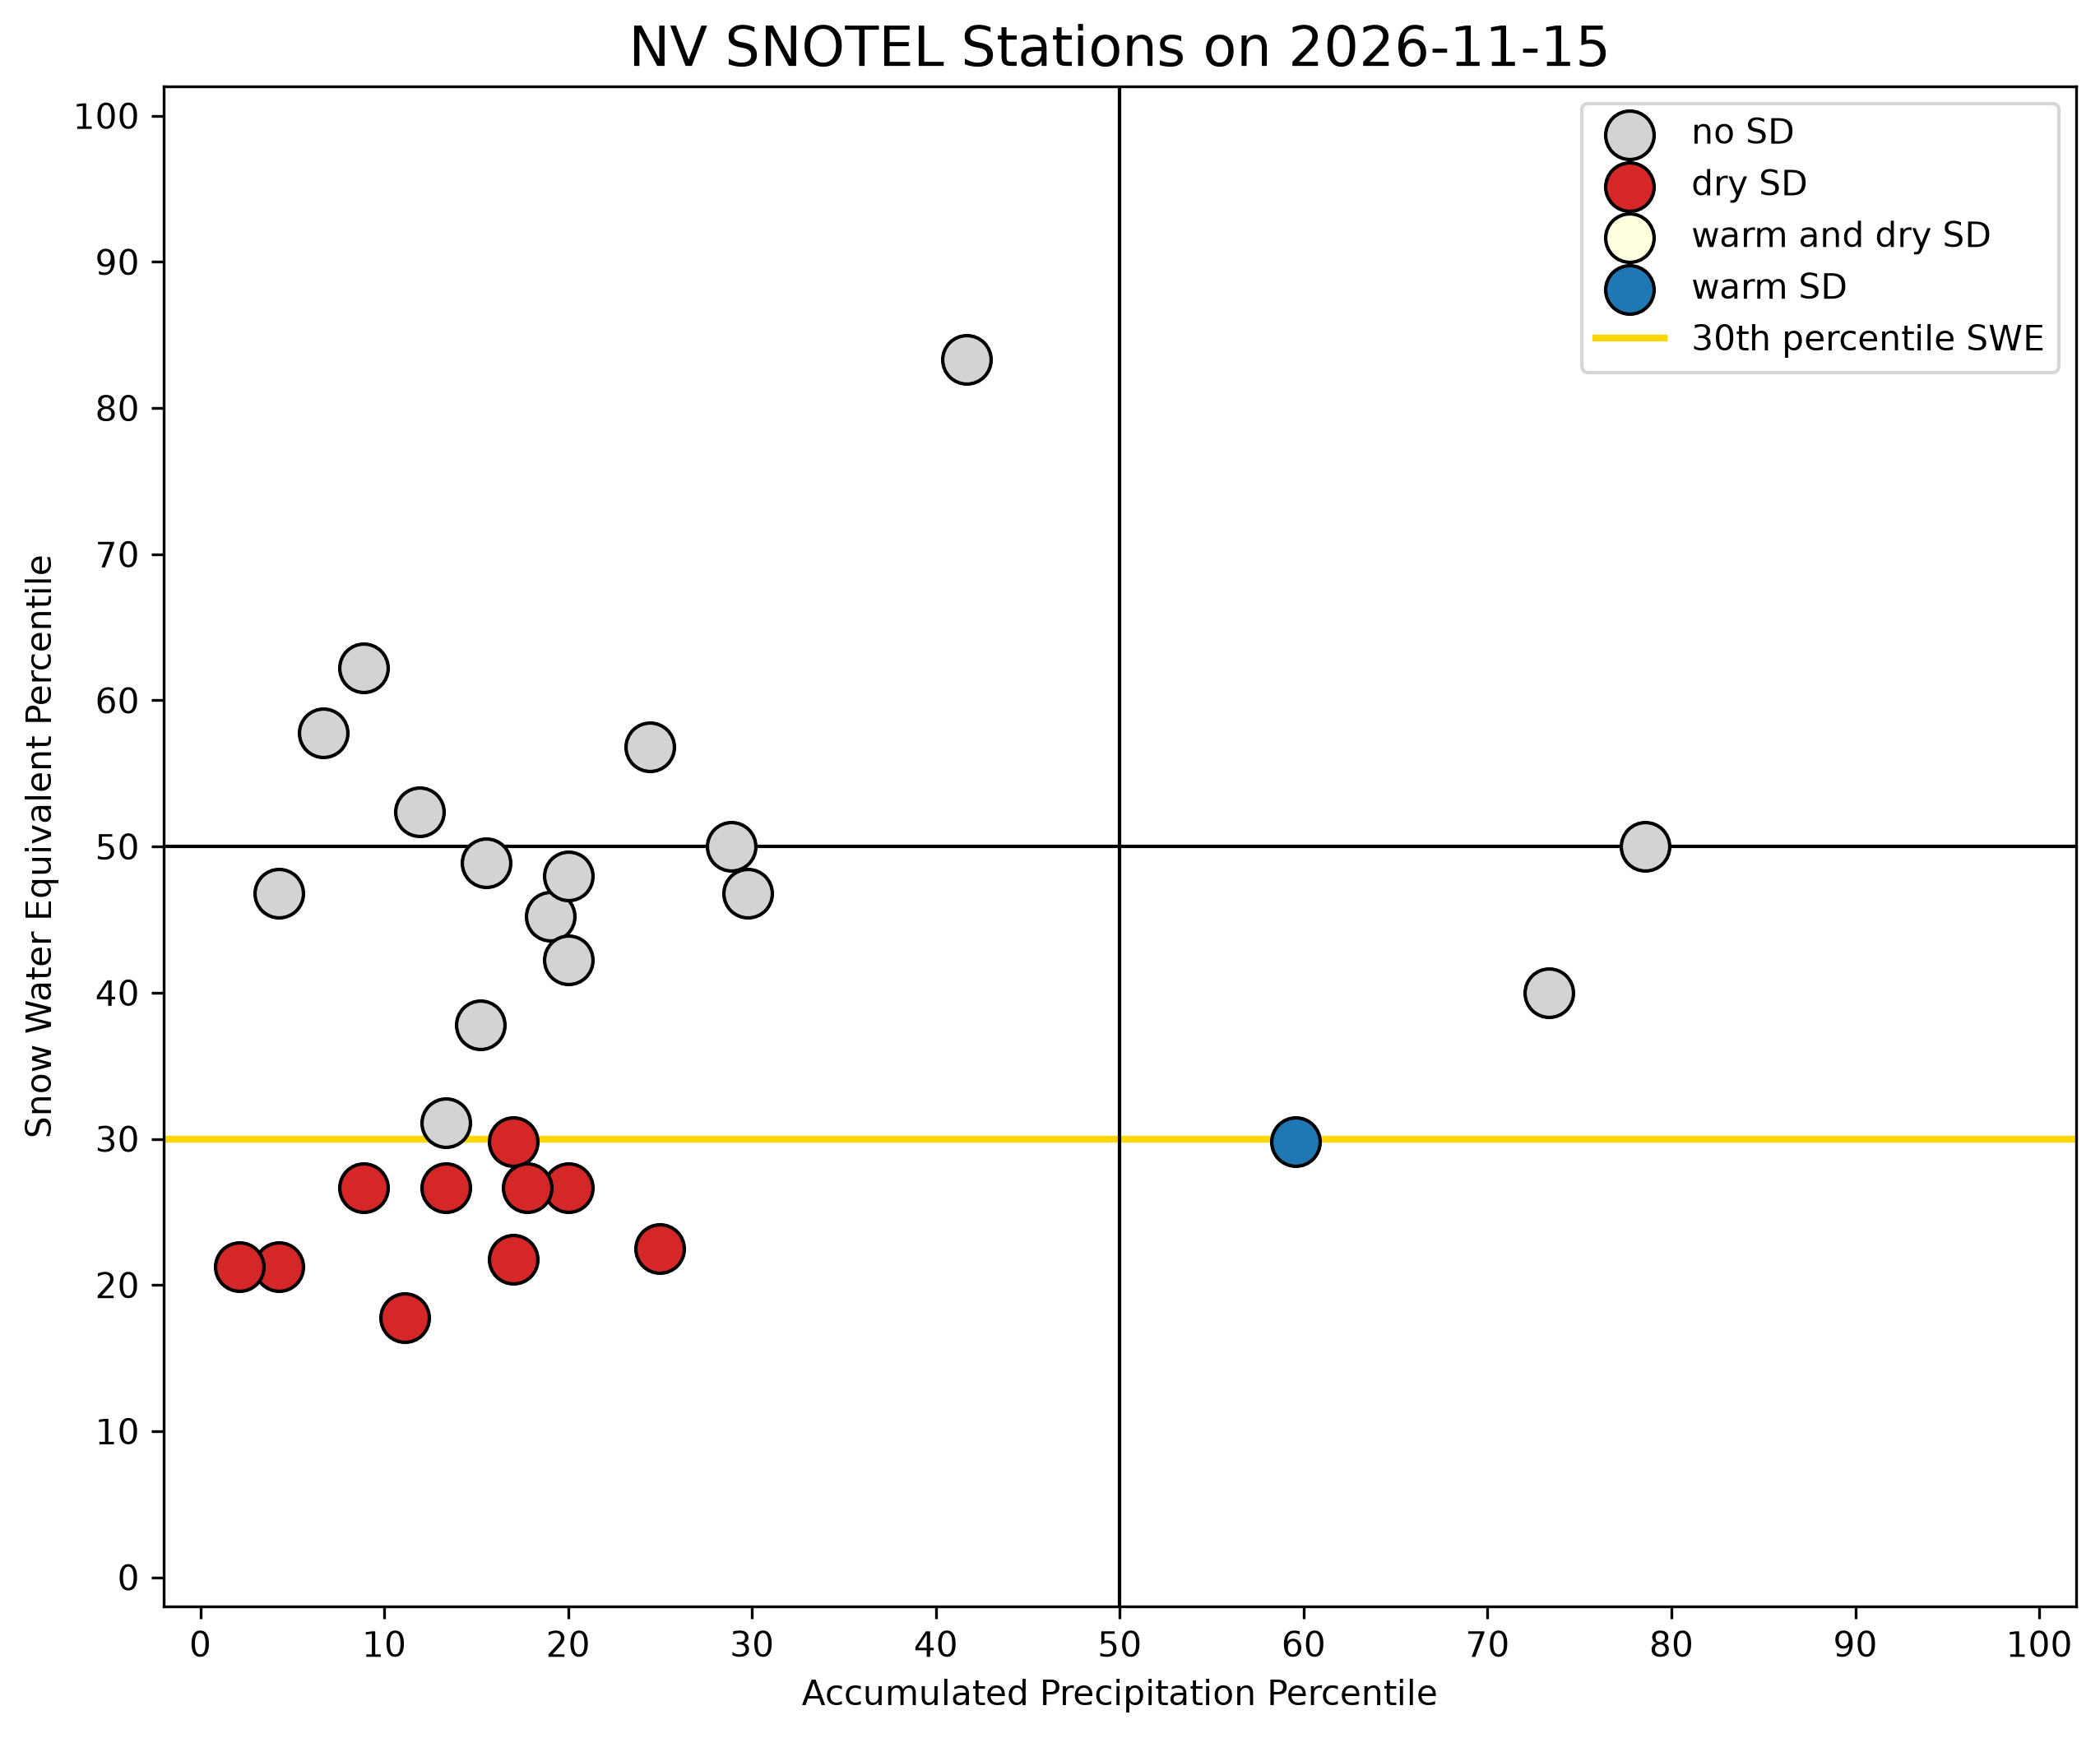 NV SNOTEL Stations on 2026-11-15
no SD
dry SD
warm and dry SD
warm SD
30th percentile SWE
100
90
80
70
60
50
40
30
20
10
0
Snow Water Equivalent Percentile
0 10 20 30 40 50 60 70 80 90 100
Accumulated Precipitation Percentile